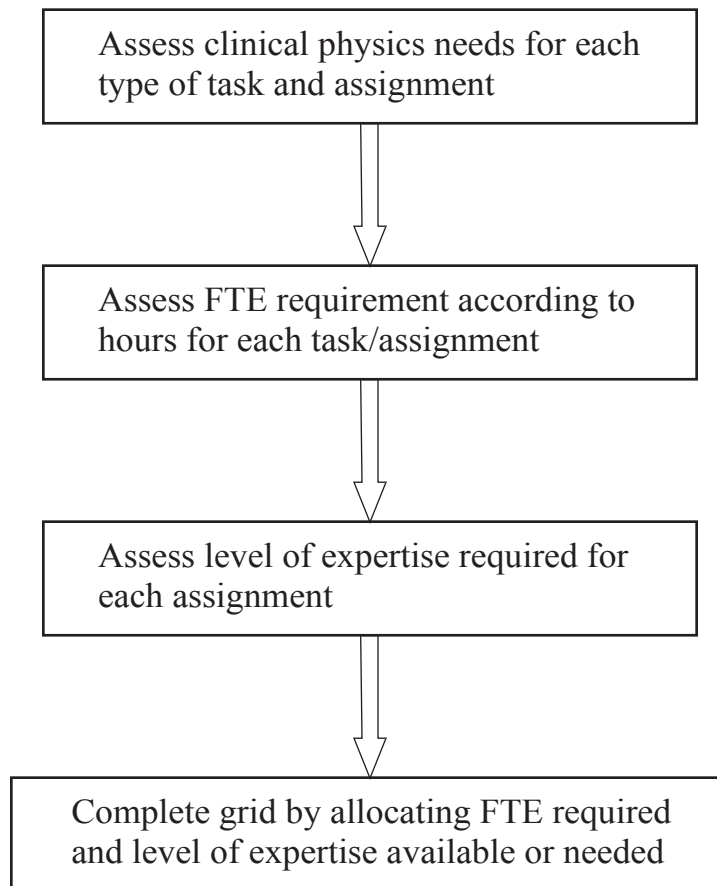 Assess clinical physics needs for each
type of task and assignment
Assess FTE requirement according to
hours for each task/assignment
Assess level of expertise required for
each assignment
Complete grid by allocating FTE required
and level of expertise available or needed